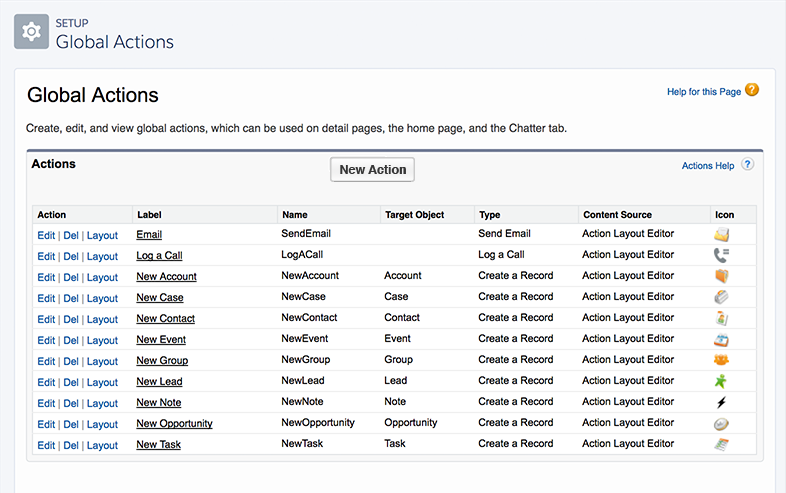 SETUP
Global Actions
Global Actions
Help for this Page ?
Create, edit, and view global actions, which can be used on detail pages, the home page, and the Chatter tab.
Actions New Action Actions Help ?
Action Label Name Target Object Type Content Source Icon
Edit | Del | Layout Email SendEmail Send Email Action Layout Editor
Edit | Del | Layout Log a Call LogACall Log a Call Action Layout Editor
Edit | Del | Layout New Account NewAccount Account Create a Record Action Layout Editor
Edit | Del | Layout New Case NewCase Case Create a Record Action Layout Editor
Edit | Del | Layout New Contact NewContact Contact Create a Record Action Layout Editor
Edit | Del | Layout New Event NewEvent Event Create a Record Action Layout Editor
Edit | Del | Layout New Group NewGroup Group Create a Record Action Layout Editor
Edit | Del | Layout New Lead NewLead Lead Create a Record Action Layout Editor
Edit | Del | Layout New Note NewNote Note Create a Record Action Layout Editor
Edit | Del | Layout New Opportunity NewOpportunity Opportunity Create a Record Action Layout Editor
Edit | Del | Layout New Task NewTask Task Create a Record Action Layout Editor